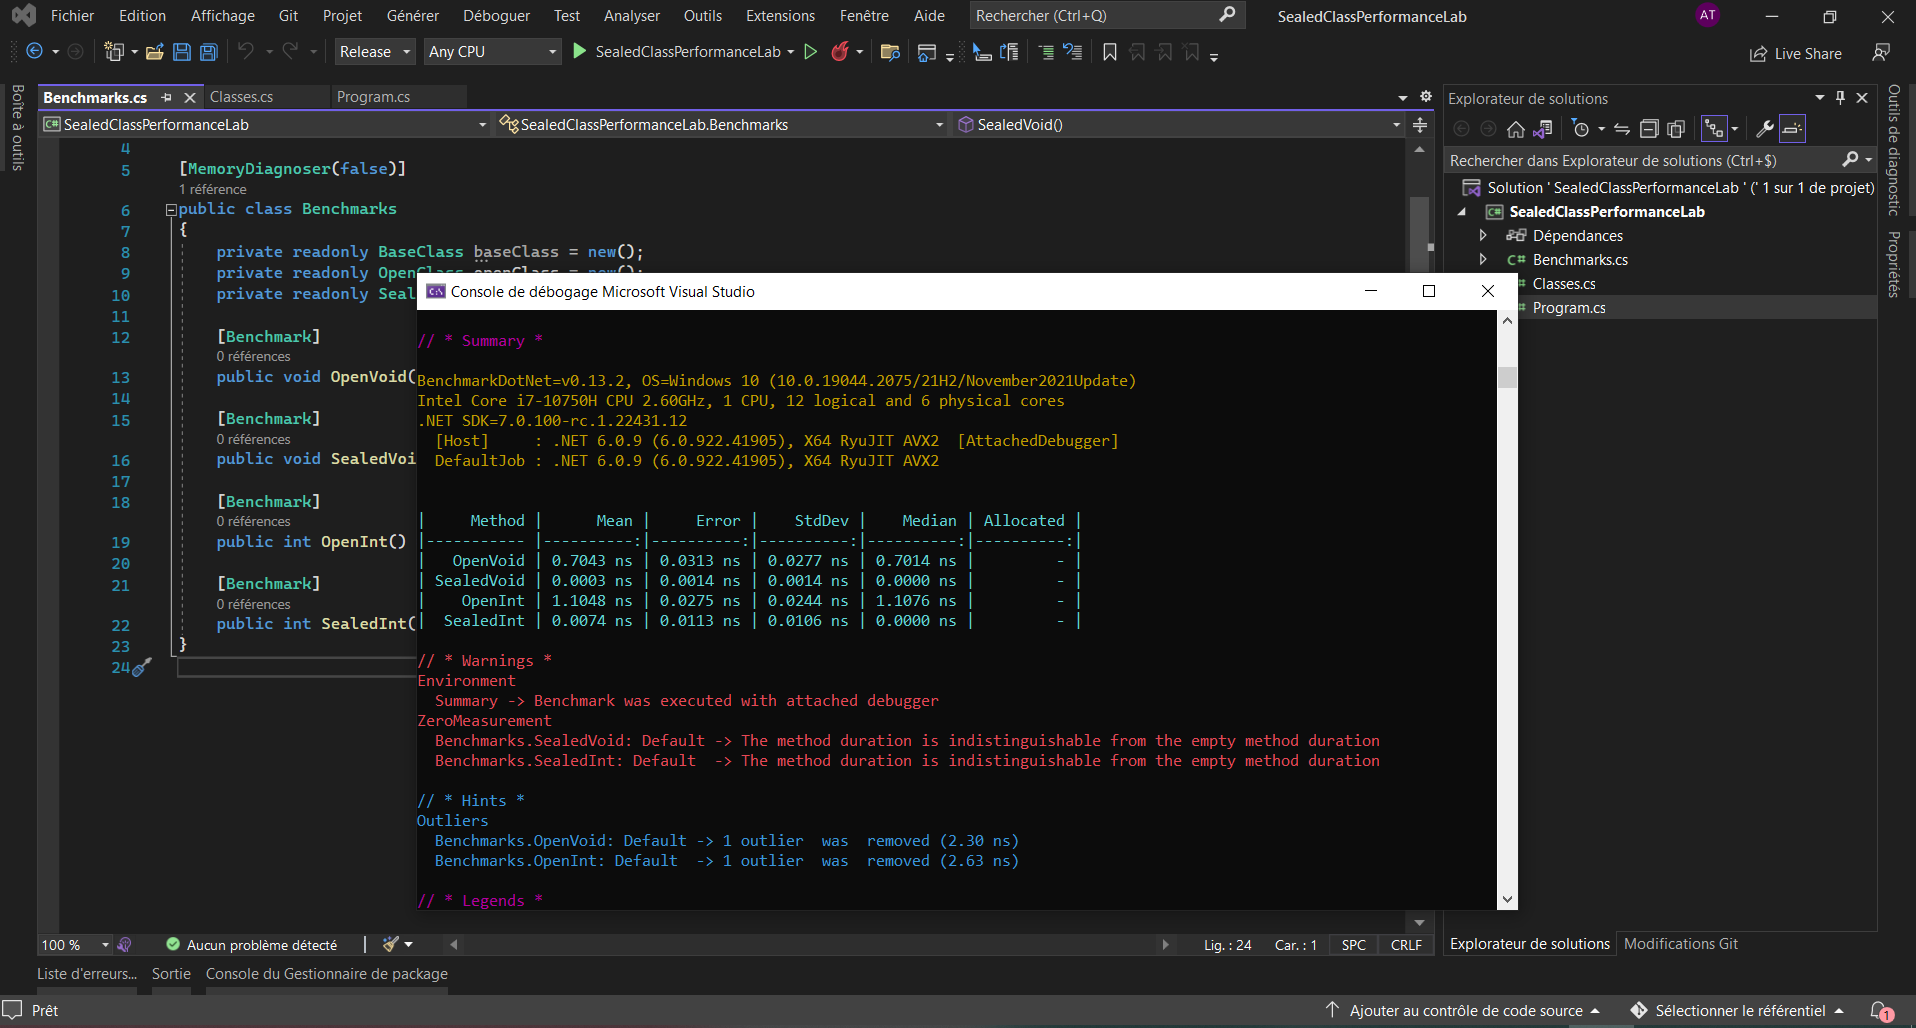 Fichier Edition Affichage Git Projet Générer Déboguer Test Analyser Outils Extensions Fenêtre Aide Rechercher (Ctrl+Q) SealedClassPerformanceLab AT
Release Any CPU SealedClassPerformanceLab Live Share
Boîte à outils
Benchmarks.cs Classes.cs Program.cs
SealedClassPerformanceLab SealedClassPerformanceLab.Benchmarks SealedVoid()
4
5 [MemoryDiagnoser(false)]
1 référence
6 public class Benchmarks
7 {
8 private readonly BaseClass baseClass = new();
9 private readonly OpenClass openClass = new();
10 private readonly Seal
11
12 [Benchmark]
0 références
13 public void OpenVoid(
14
15 [Benchmark]
0 références
16 public void SealedVoi
17
18 [Benchmark]
0 références
19 public int OpenInt()
20
21 [Benchmark]
0 références
22 public int SealedInt(
23 }
24
Console de débogage Microsoft Visual Studio
// * Summary *
BenchmarkDotNet=v0.13.2, OS=Windows 10 (10.0.19044.2075/21H2/November2021Update)
Intel Core i7-10750H CPU 2.60GHz, 1 CPU, 12 logical and 6 physical cores
.NET SDK=7.0.100-rc.1.22431.12
[Host] : .NET 6.0.9 (6.0.922.41905), X64 RyuJIT AVX2 [AttachedDebugger]
DefaultJob : .NET 6.0.9 (6.0.922.41905), X64 RyuJIT AVX2
| Method | Mean | Error | StdDev | Median | Allocated |
|----------- |----------:|----------:|----------:|----------:|----------:|
| OpenVoid | 0.7043 ns | 0.0313 ns | 0.0277 ns | 0.7014 ns | - |
| SealedVoid | 0.0003 ns | 0.0014 ns | 0.0014 ns | 0.0000 ns | - |
| OpenInt | 1.1048 ns | 0.0275 ns | 0.0244 ns | 1.1076 ns | - |
| SealedInt | 0.0074 ns | 0.0113 ns | 0.0106 ns | 0.0000 ns | - |
// * Warnings *
Environment
Summary -> Benchmark was executed with attached debugger
ZeroMeasurement
Benchmarks.SealedVoid: Default -> The method duration is indistinguishable from the empty method duration
Benchmarks.SealedInt: Default -> The method duration is indistinguishable from the empty method duration
// * Hints *
Outliers
Benchmarks.OpenVoid: Default -> 1 outlier was removed (2.30 ns)
Benchmarks.OpenInt: Default -> 1 outlier was removed (2.63 ns)
// * Legends *
Explorateur de solutions
Rechercher dans Explorateur de solutions (Ctrl+$)
Solution ' SealedClassPerformanceLab ' (' 1 sur 1 de projet)
C# SealedClassPerformanceLab
Dépendances
C# Benchmarks.cs
Classes.cs
Program.cs
Outils de diagnostic
Propriétés
100 % Aucun problème détecté Lig. : 24 Car. : 1 SPC CRLF
Explorateur de solutions Modifications Git
Liste d'erreurs... Sortie Console du Gestionnaire de package
Prêt Ajouter au contrôle de code source Sélectionner le référentiel 1